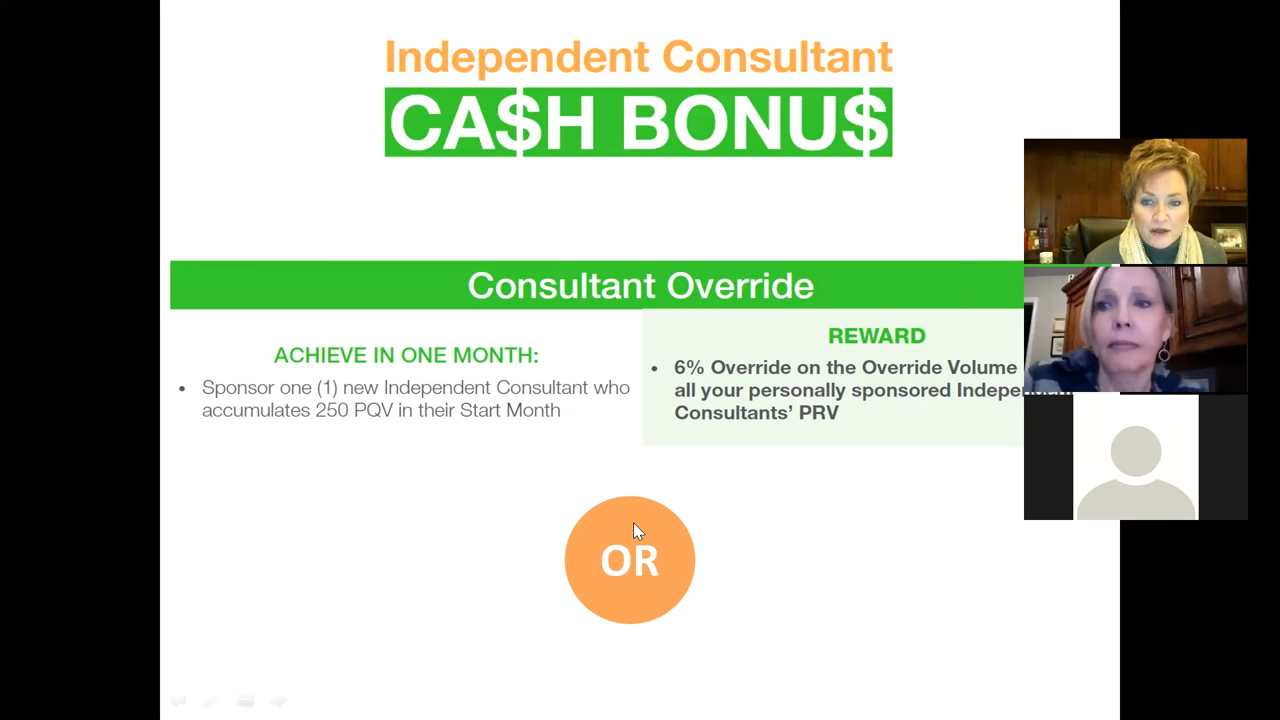 Independent Consultant
CA$H BONU$
Consultant Override
ACHIEVE IN ONE MONTH:
• Sponsor one (1) new Independent Consultant who
accumulates 250 PQV in their Start Month
REWARD
• 6% Override on the Override Volume
all your personally sponsored
Consultants’ PRV
OR